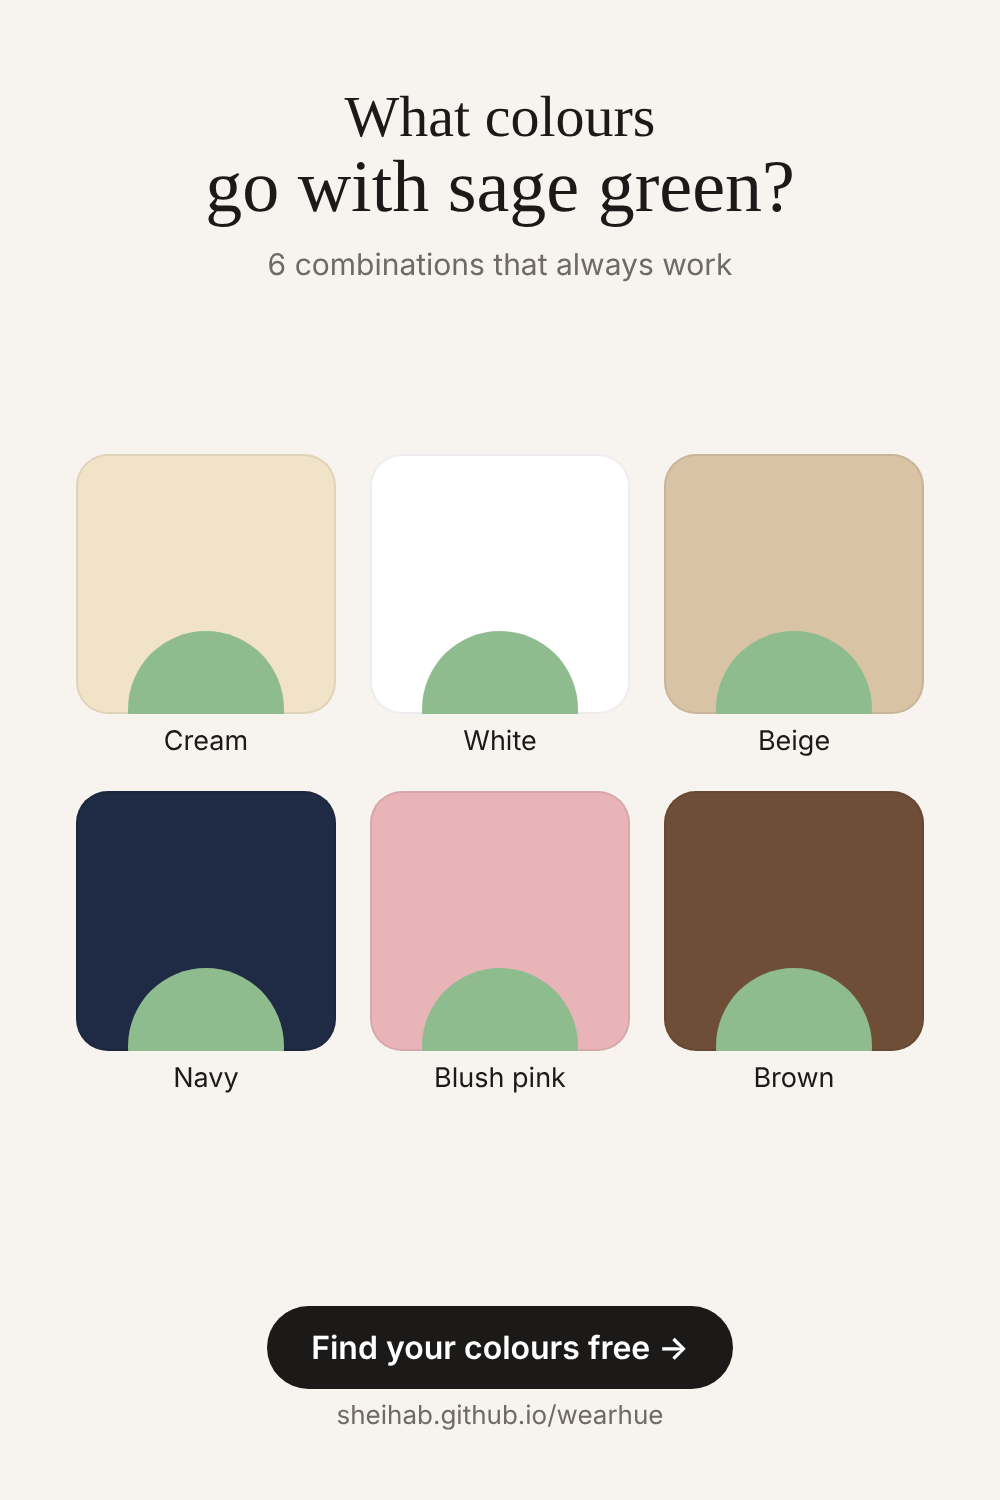 What colours
go with sage green?
6 combinations that always work
Cream
White
Beige
Navy
Blush pink
Brown
Find your colours free →
sheihab.github.io/wearhue